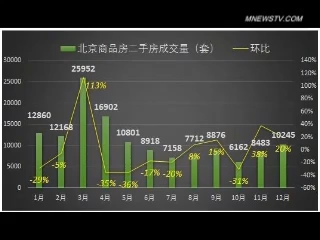 MNEWSTV.COM
北京商品房二手房成交量（套） 环比
30000 25000 20000 15000 10000 5000 0
140% 120% 100% 80% 60% 40% 20% 0% -20% -40% -60%
12860 12168 25952 16902 10801 8918 7158 7712 8876 6162 8483 10245
-29% -5% 113% -35% -36% -17% -20% 8% 15% -31% 38% 20%
1月 2月 3月 4月 5月 6月 7月 8月 9月 10月 11月 12月